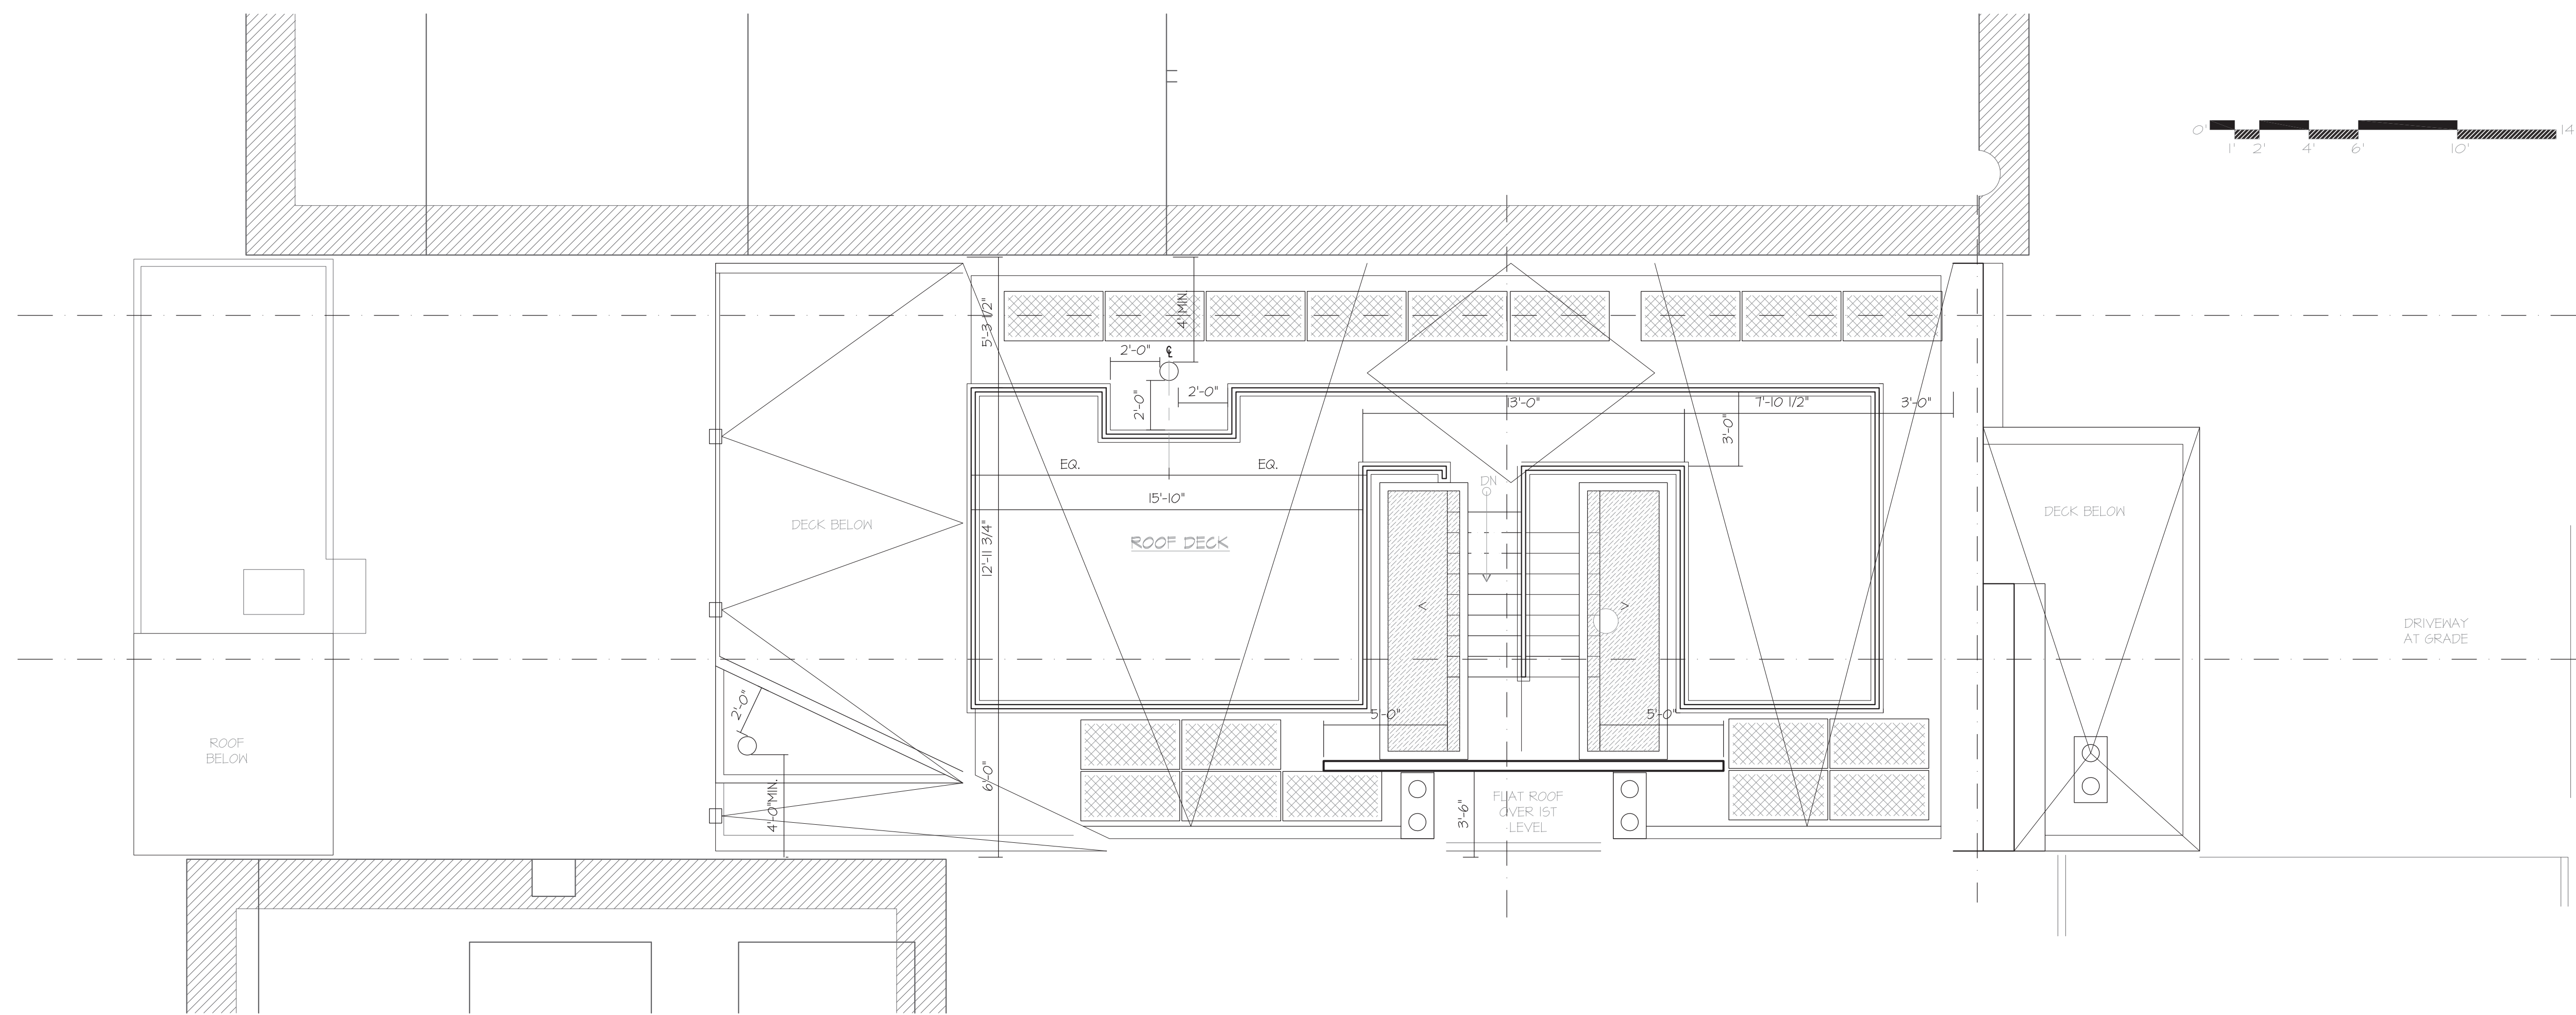 0'
14
1'
2'
4'
6'
10'
5'-3 1/2"
4' MIN.
2'-0"
℄
2'-0"
2'-0"
13'-0"
7'-10 1/2"
3'-0"
3'-0"
EQ.
EQ.
15'-10"
DN
DECK BELOW
12'-11 3/4"
ROOF DECK
DECK BELOW
DRIVEWAY
AT GRADE
2'-0"
5'-0"
5'-0"
ROOF
BELOW
6'-0"
4'-0"MIN.
3'-6"
FLAT ROOF
OVER 1ST
LEVEL